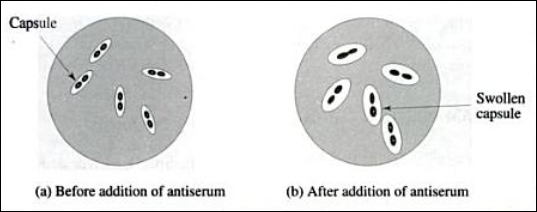 Capsule
Swollen
capsule
(a) Before addition of antiserum
(b) After addition of antiserum